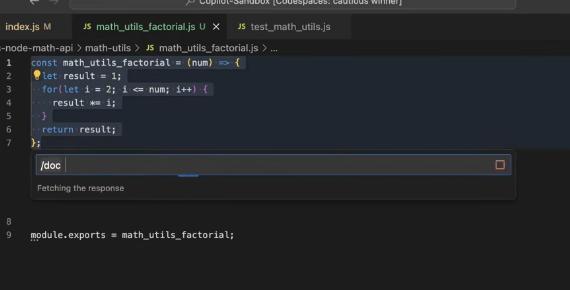 Copilot-Sandbox [Codespaces: cautious winner]
index.js M
JS math_utils_factorial.js U ×
JS test_math_utils.js
-node-math-api > math-utils > JS math_utils_factorial.js > ...
1 const math_utils_factorial = (num) => {
2 let result = 1;
3 for(let i = 2; i <= num; i++) {
4 result *= i;
5 }
6 return result;
7 };
/doc
Fetching the response
8
9 module.exports = math_utils_factorial;